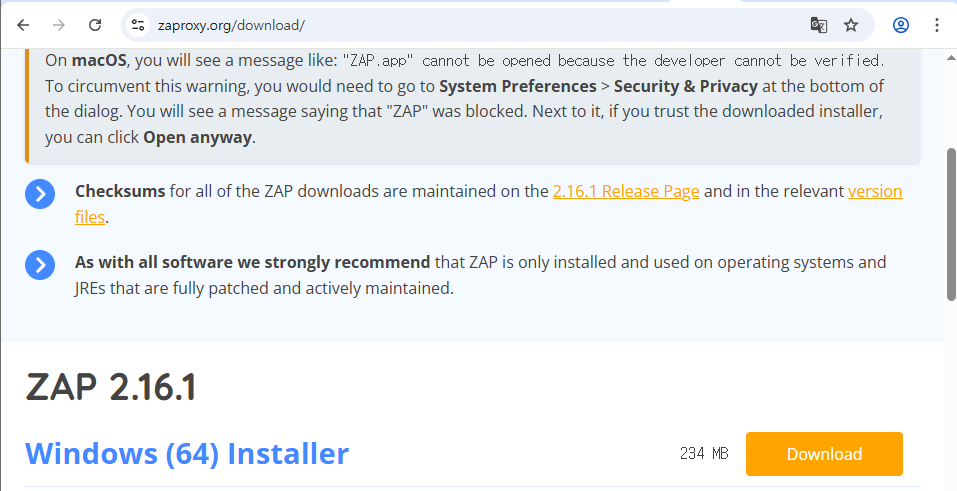 zaproxy.org/download/
On macOS, you will see a message like: "ZAP.app" cannot be opened because the developer cannot be verified.
To circumvent this warning, you would need to go to System Preferences > Security & Privacy at the bottom of
the dialog. You will see a message saying that "ZAP" was blocked. Next to it, if you trust the downloaded installer,
you can click Open anyway.
Checksums for all of the ZAP downloads are maintained on the 2.16.1 Release Page and in the relevant version
files.
As with all software we strongly recommend that ZAP is only installed and used on operating systems and
JREs that are fully patched and actively maintained.
ZAP 2.16.1
Windows (64) Installer 234 MB Download